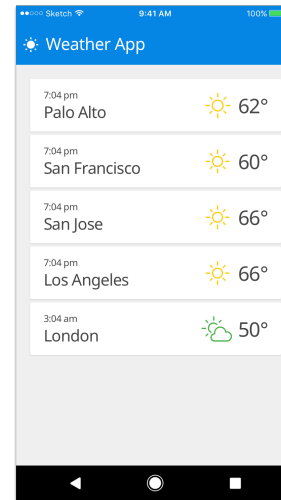 Sketch 9:41 AM 100%
Weather App
7:04 pm
Palo Alto 62°
7:04 pm
San Francisco 60°
7:04 pm
San Jose 66°
7:04 pm
Los Angeles 66°
3:04 am
London 50°